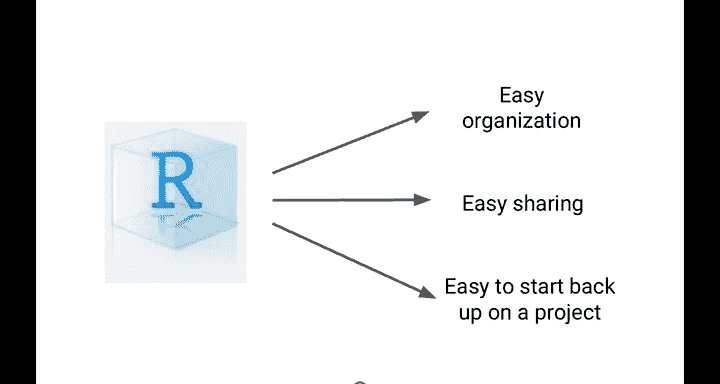 R
Easy
organization
Easy sharing
Easy to start back
up on a project